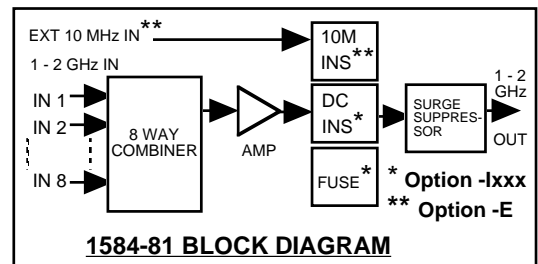 EXT 10 MHz IN**
1 - 2 GHz IN
IN 1
IN 2
IN 8
8 WAY
COMBINER
AMP
10M
INS**
DC
INS*
FUSE*
SURGE
SUPPRES-
SOR
1 - 2
GHz
OUT
* Option -Ixxx
** Option -E
1584-81 BLOCK DIAGRAM